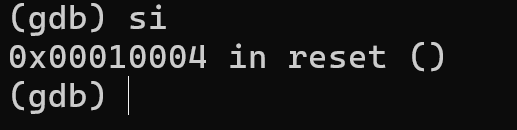 (gdb) si
0x00010004 in reset ()
(gdb)